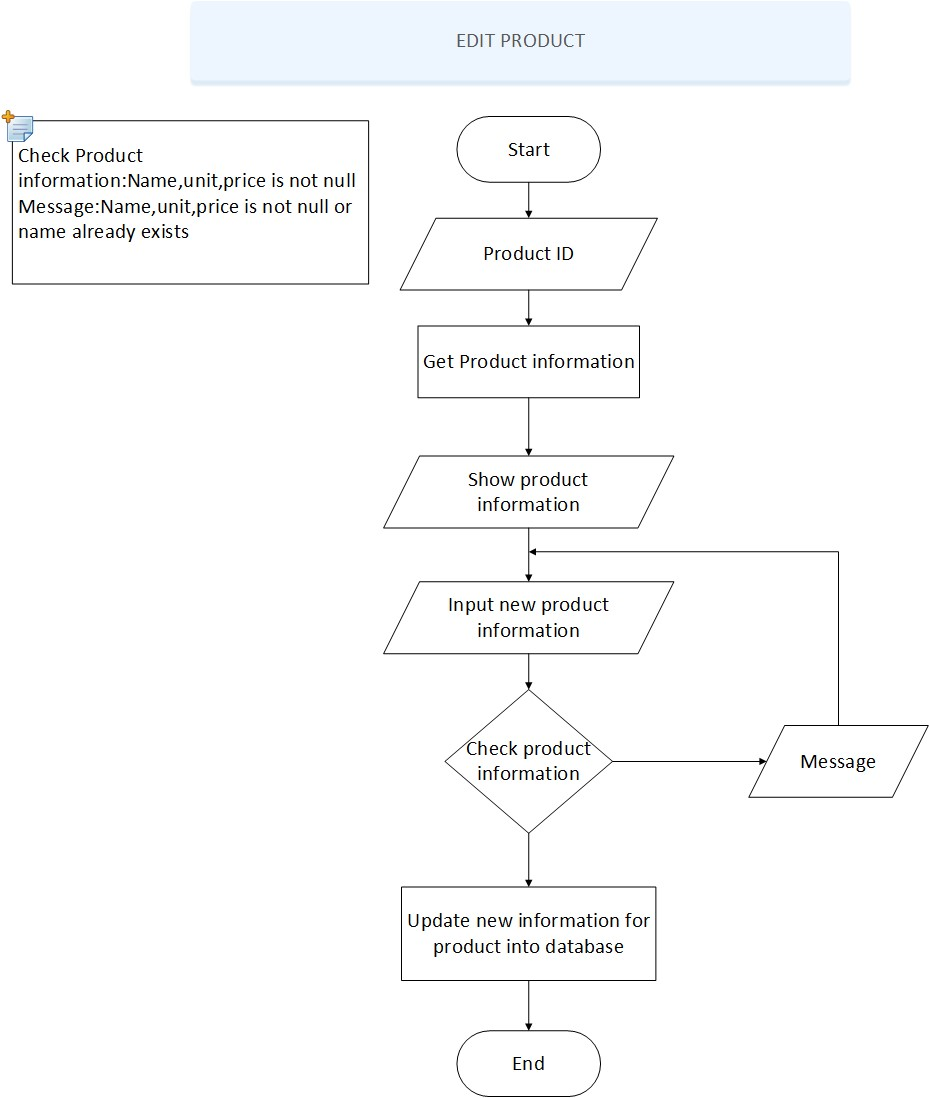 EDIT PRODUCT
Check Product
information:Name,unit,price is not null
Message:Name,unit,price is not null or
name already exists
Start
Product ID
Get Product information
Show product
information
Input new product
information
Check product
information
Message
Update new information for
product into database
End